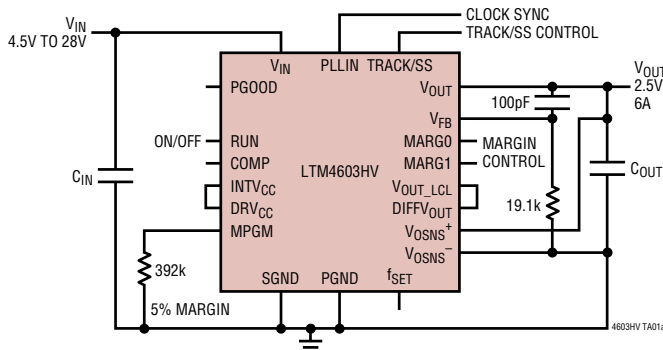 CLOCK SYNC
TRACK/SS CONTROL
VIN
4.5V TO 28V
VIN PLLIN TRACK/SS
PGOOD
VOUT
VOUT
2.5V
6A
100pF
VFB
ON/OFF
RUN
MARG0
MARGIN
CONTROL
COMP
LTM4603HV
MARG1
CIN
INTVCC
VOUT_LCL
COUT
DRVCC
DIFFVOUT
19.1k
MPGM
VOSNS+
VOSNS–
392k
SGND PGND fSET
5% MARGIN
4603HV TA01a